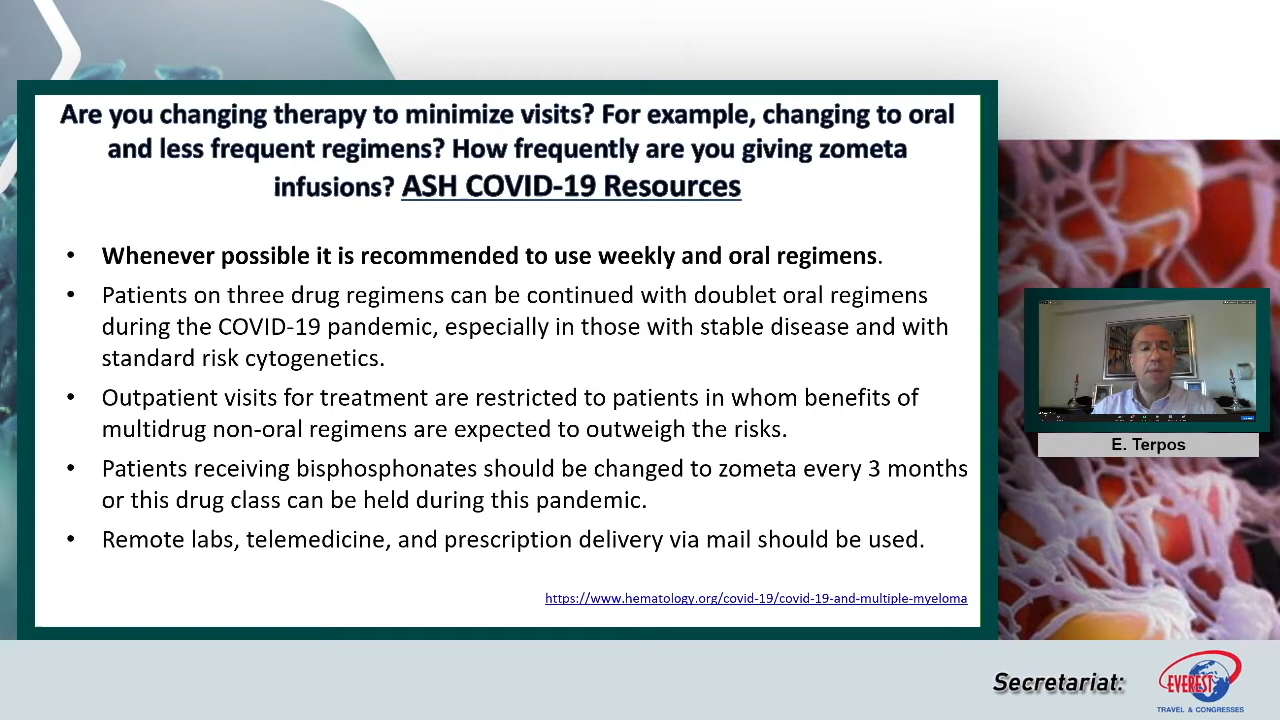 Are you changing therapy to minimize visits? For example, changing to oral
and less frequent regimens? How frequently are you giving zometa
infusions? ASH COVID-19 Resources
• Whenever possible it is recommended to use weekly and oral regimens.
• Patients on three drug regimens can be continued with doublet oral regimens
during the COVID-19 pandemic, especially in those with stable disease and with
standard risk cytogenetics.
• Outpatient visits for treatment are restricted to patients in whom benefits of
multidrug non-oral regimens are expected to outweigh the risks.
• Patients receiving bisphosphonates should be changed to zometa every 3 months
or this drug class can be held during this pandemic.
• Remote labs, telemedicine, and prescription delivery via mail should be used.
https://www.hematology.org/covid-19/covid-19-and-multiple-myeloma
E. Terpos
Secretariat:
EVEREST
TRAVEL & CONGRESSES